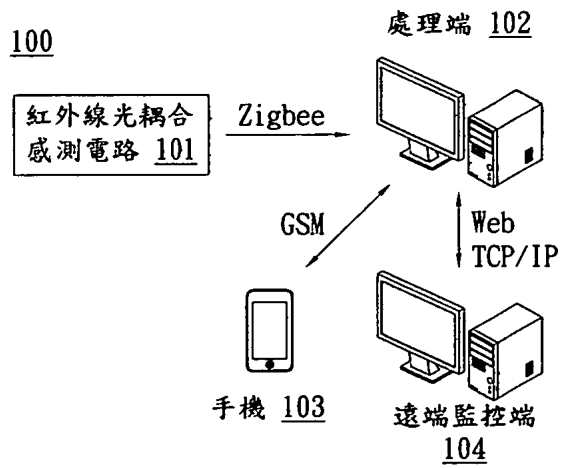 100
處理端 102
紅外線光耦合
感測電路 101
Zigbee
GSM
Web
TCP/IP
手機 103
遠端監控端
104